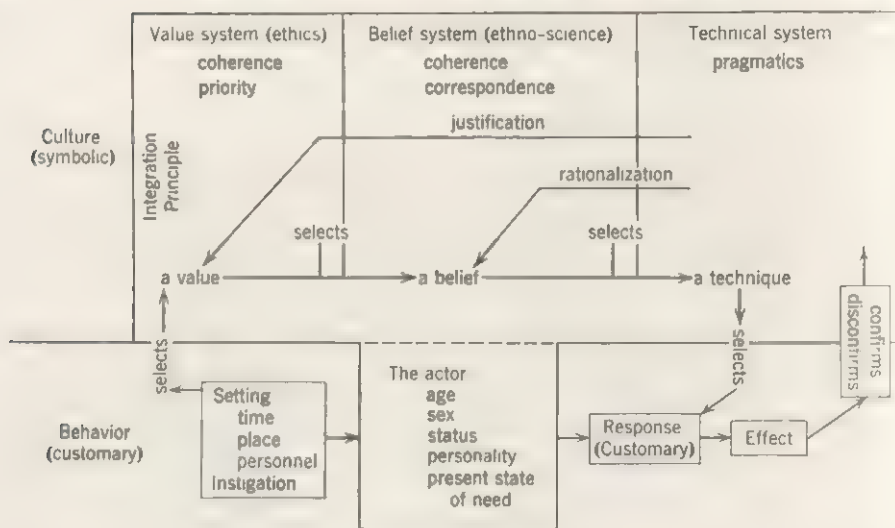 Value system (ethics)
coherence
priority
Belief system (ethno-science)
coherence
correspondence
Technical system
pragmatics
justification
Culture
(symbolic)
Integration
Principle
rationalization
selects
selects
a value
a belief
a technique
selects
selects
confirms
disconfirms
Behavior
(customary)
Setting
time
place
personnel
Instigation
The actor
age
sex
status
personality
present state
of need
Response
(Customary)
Effect